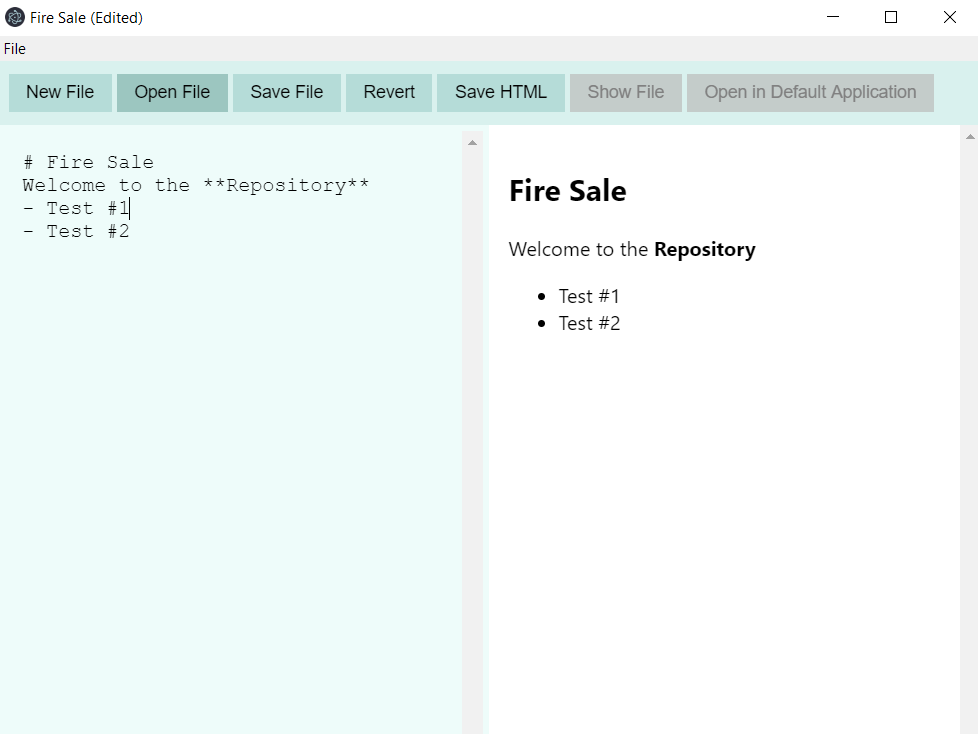 Fire Sale (Edited)
File
New File Open File Save File Revert Save HTML Show File Open in Default Application
# Fire Sale
Welcome to the **Repository**
- Test #1
- Test #2
Fire Sale
Welcome to the Repository
• Test #1
• Test #2